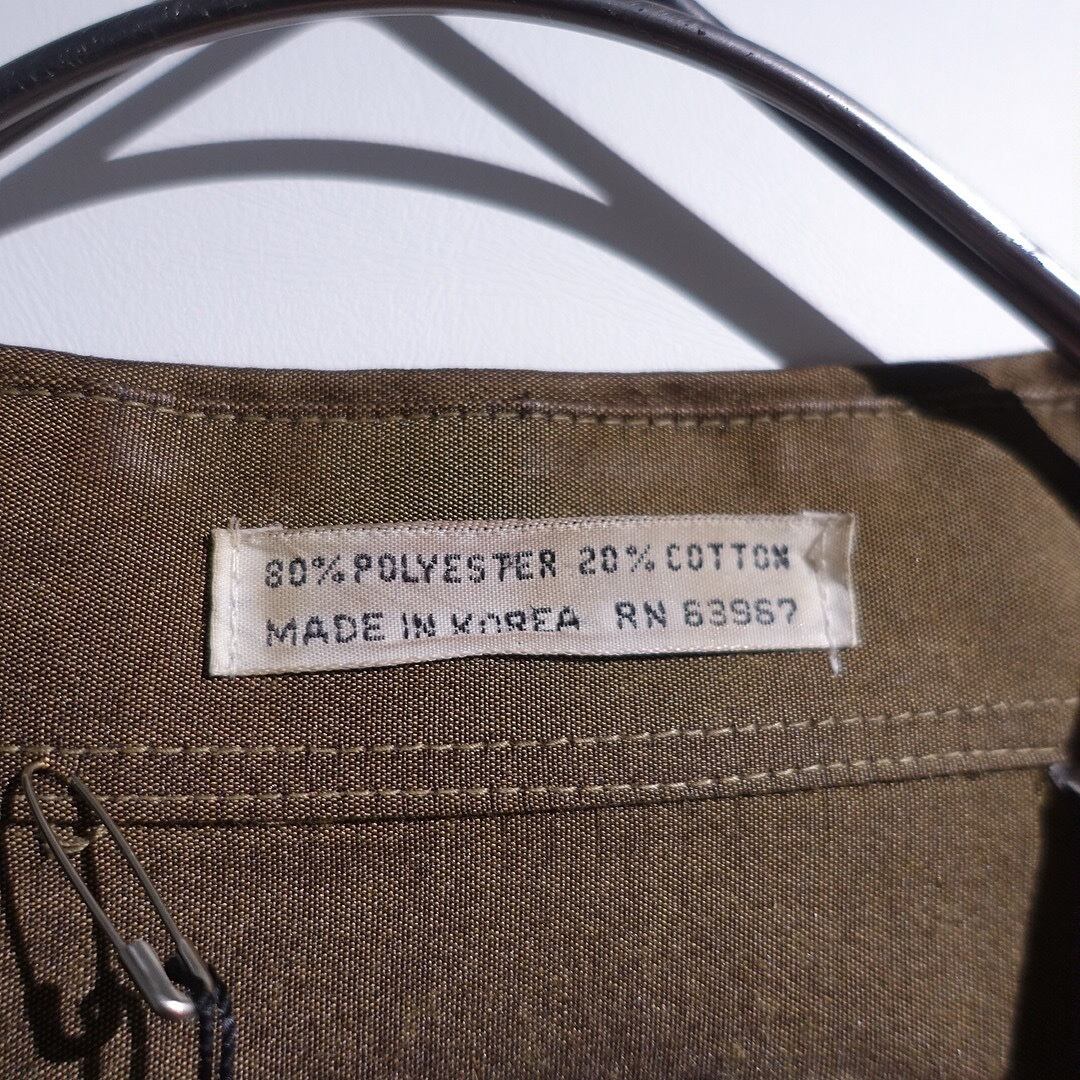 80% POLYESTER 20% COTTON
MADE IN KOREA RN 63967